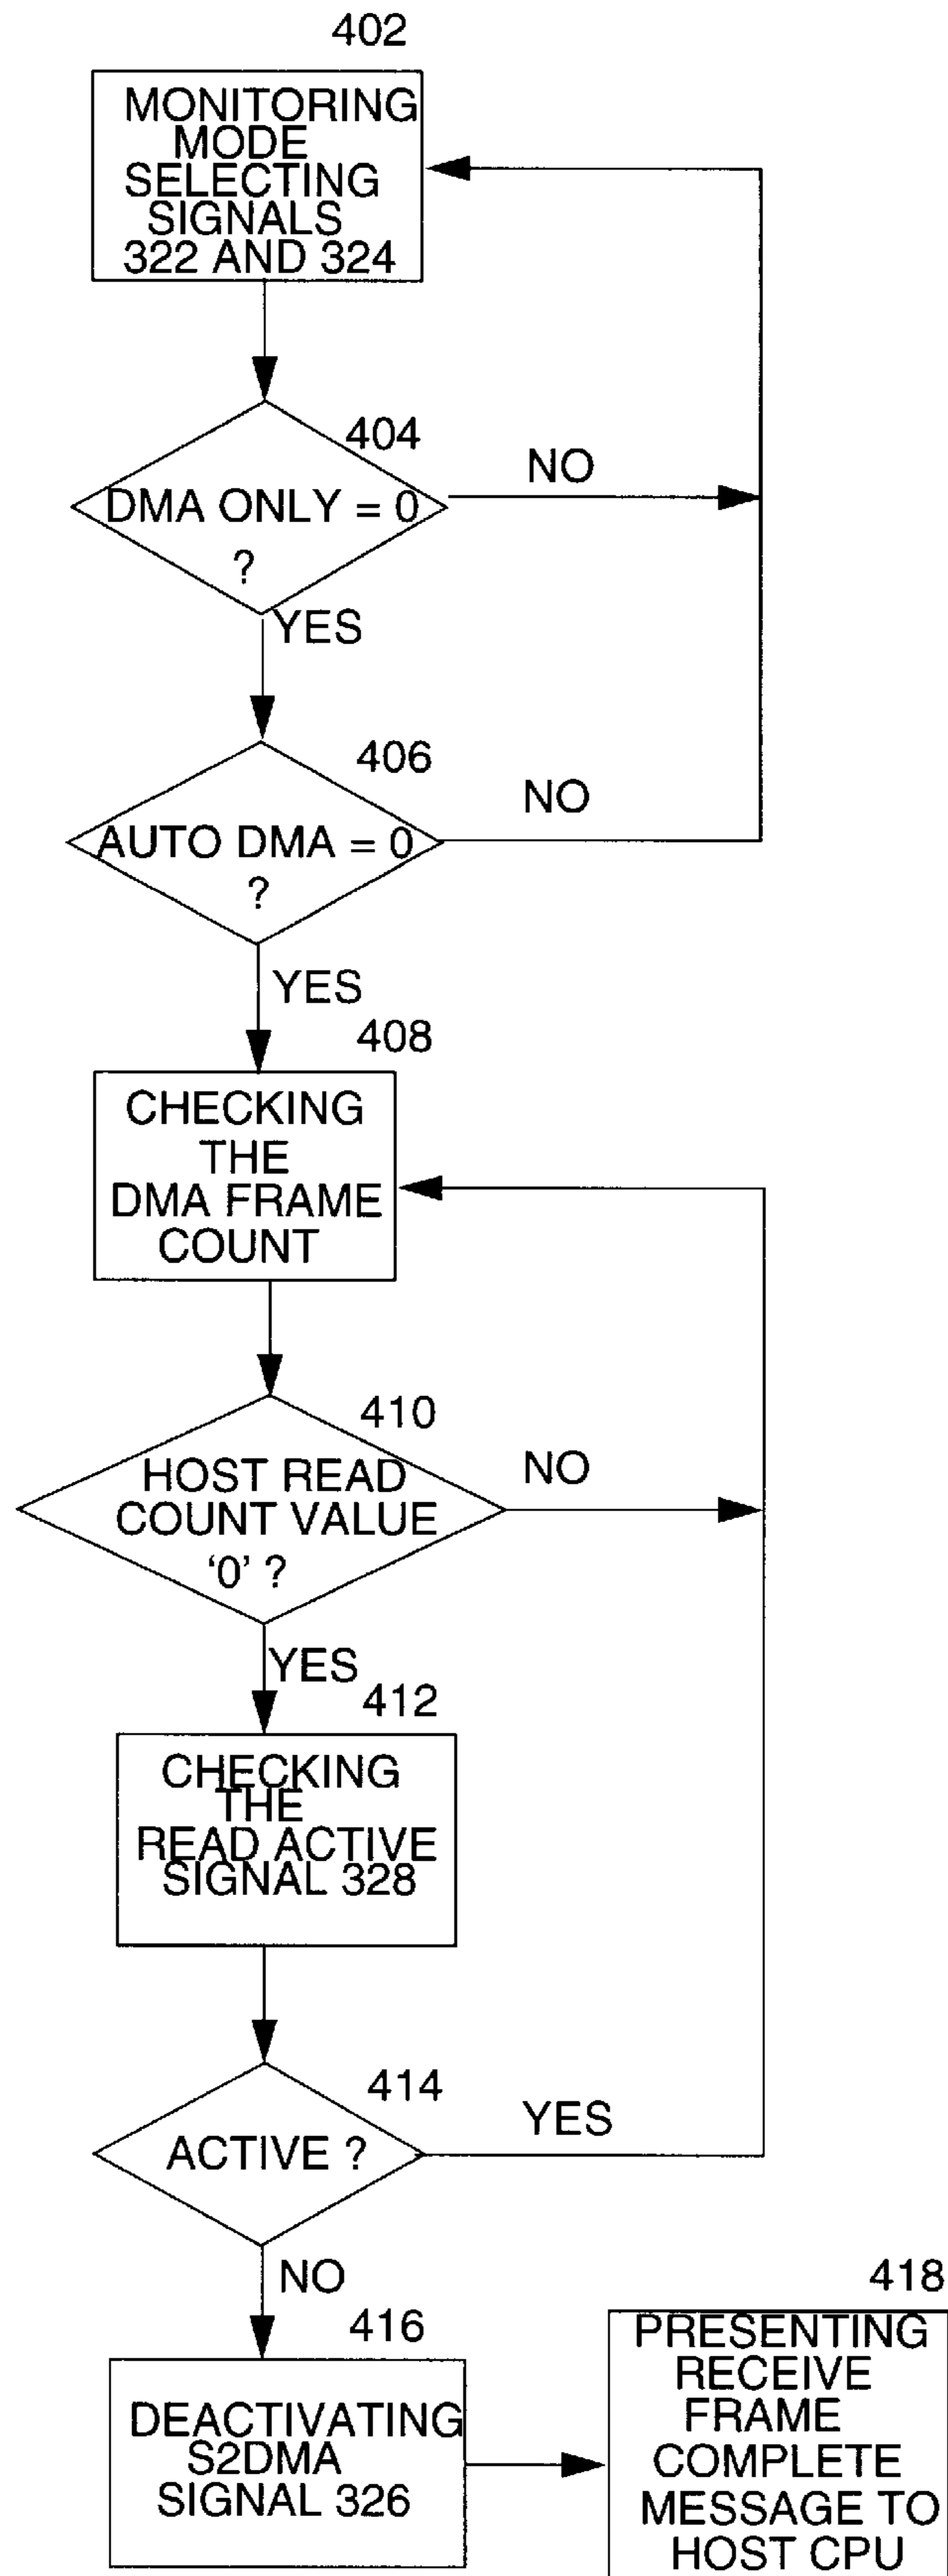 402
MONITORING
MODE
SELECTING
SIGNALS
322 AND 324
404
NO
DMA ONLY = 0
?
YES
406
NO
AUTO DMA = 0
?
YES
408
CHECKING
THE
DMA FRAME
COUNT
410
NO
HOST READ
COUNT VALUE
'0' ?
YES
412
CHECKING
THE
READ ACTIVE
SIGNAL 328
414
YES
ACTIVE ?
NO
416
DEACTIVATING
S2DMA
SIGNAL 326
418
PRESENTING
RECEIVE
FRAME
COMPLETE
MESSAGE TO
HOST CPU